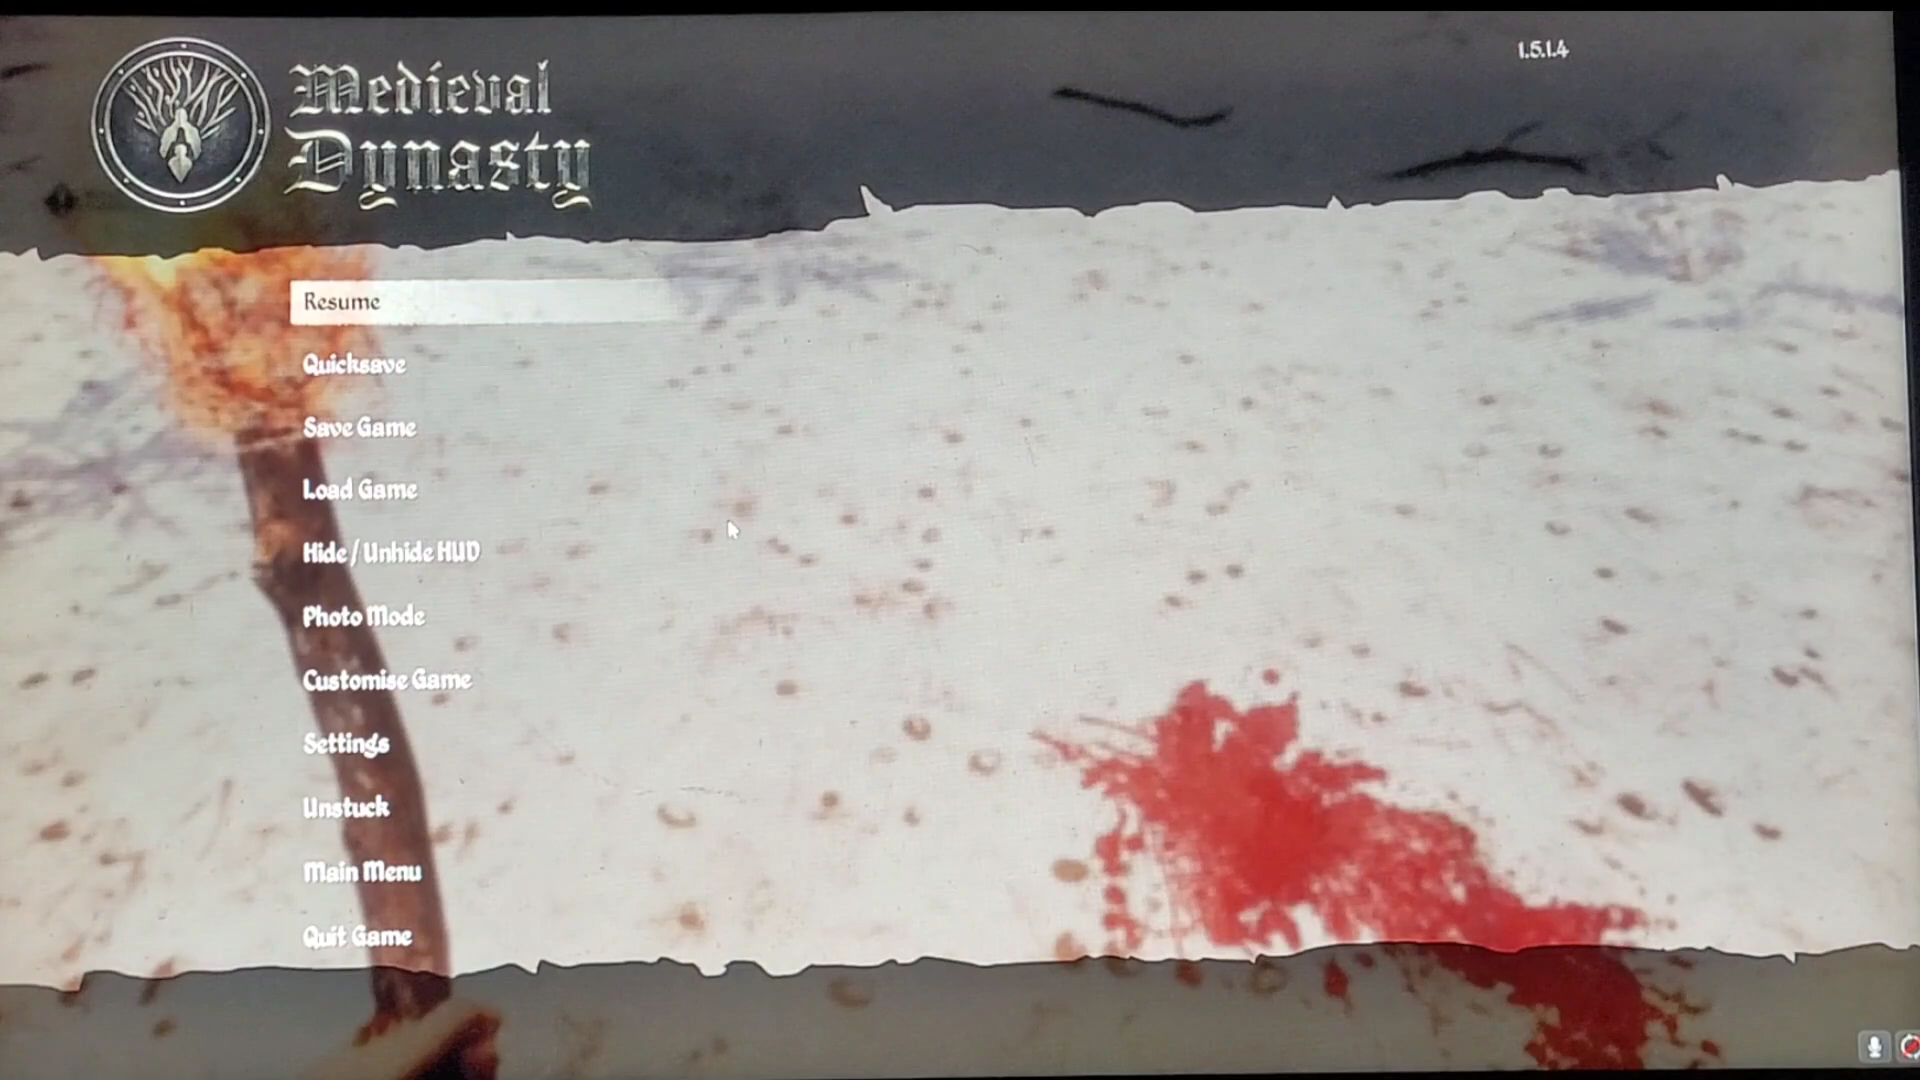 Medieval
Dynasty
1.5.1.4
Resume
Quicksave
Save Game
Load Game
Hide / Unhide HUD
Photo Mode
Customise Game
Settings
Unstuck
Main Menu
Quit Game